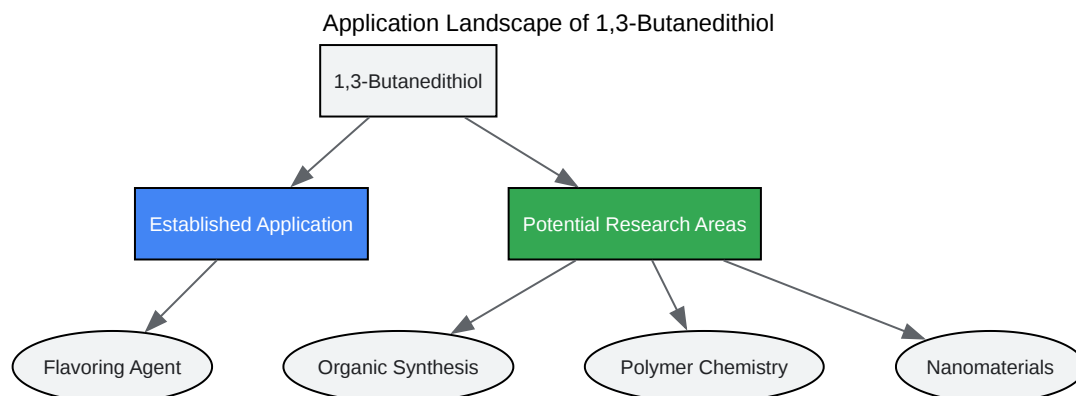 Application Landscape of 1,3-Butanedithiol
1,3-Butanedithiol
Established Application
Potential Research Areas
Flavoring Agent
Organic Synthesis
Polymer Chemistry
Nanomaterials